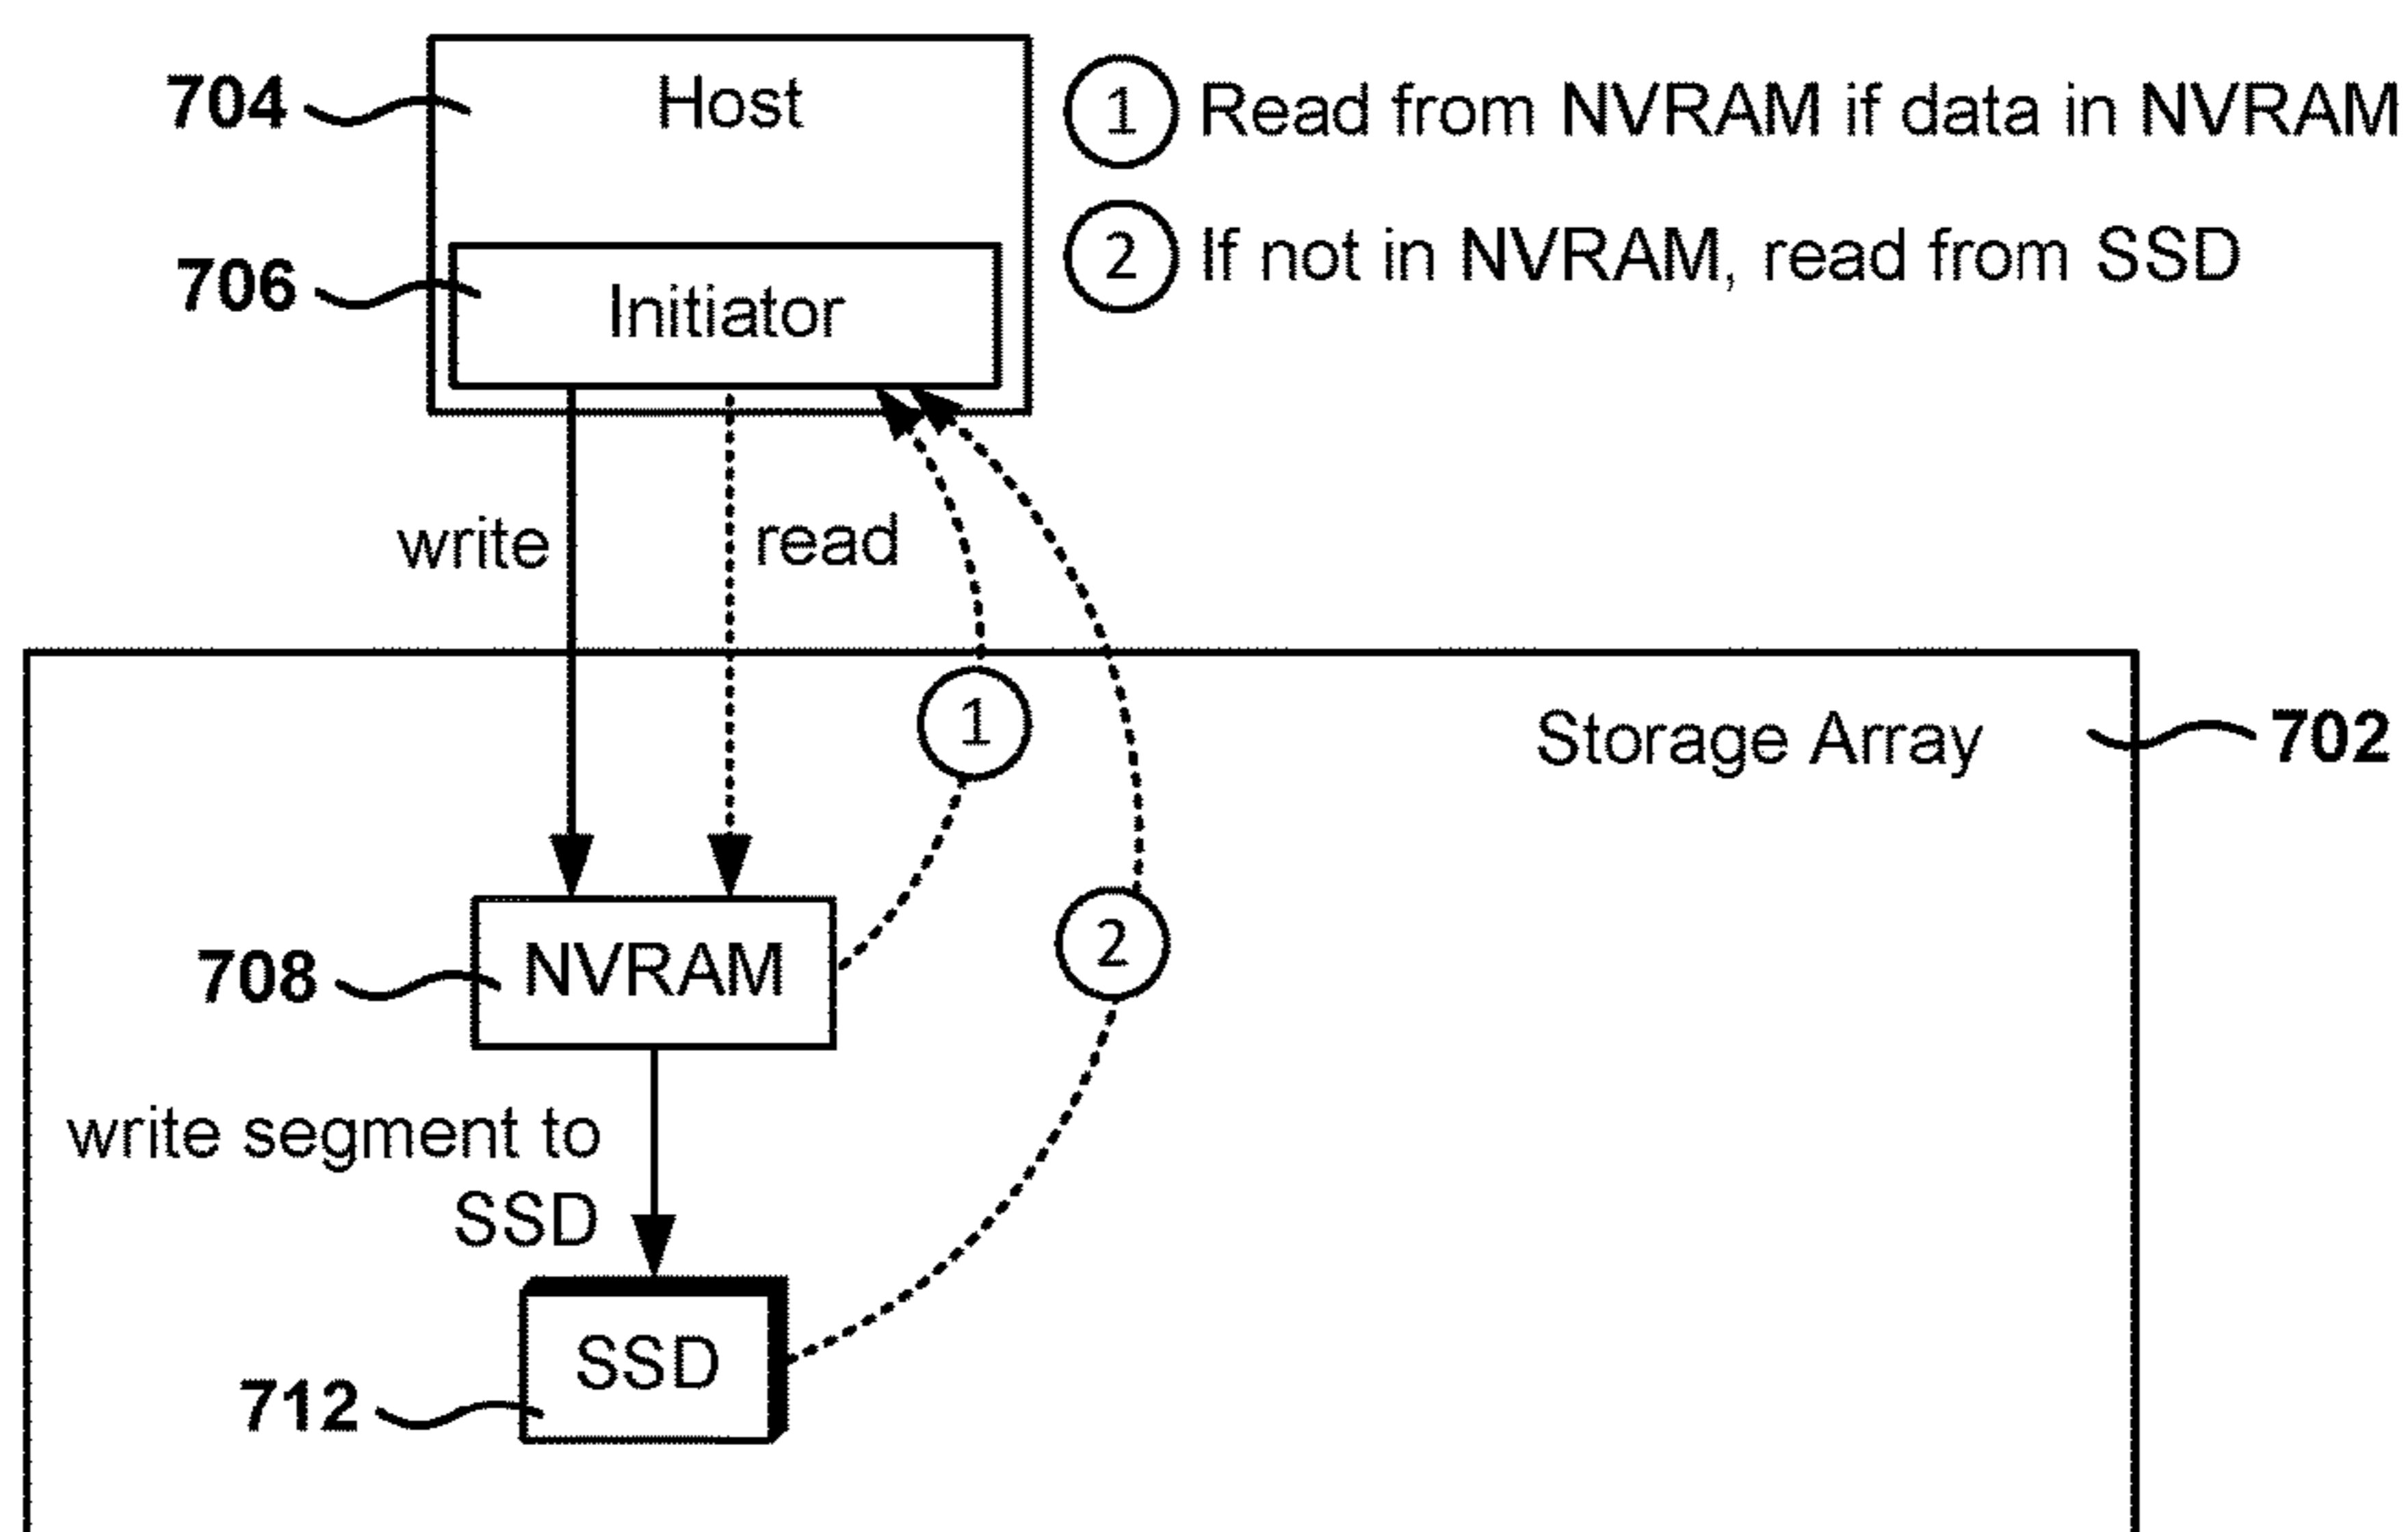 704
Host
① Read from NVRAM if data in NVRAM
② If not in NVRAM, read from SSD
706
Initiator
write
read
①
Storage Array
702
②
708
NVRAM
write segment to
SSD
SSD
712